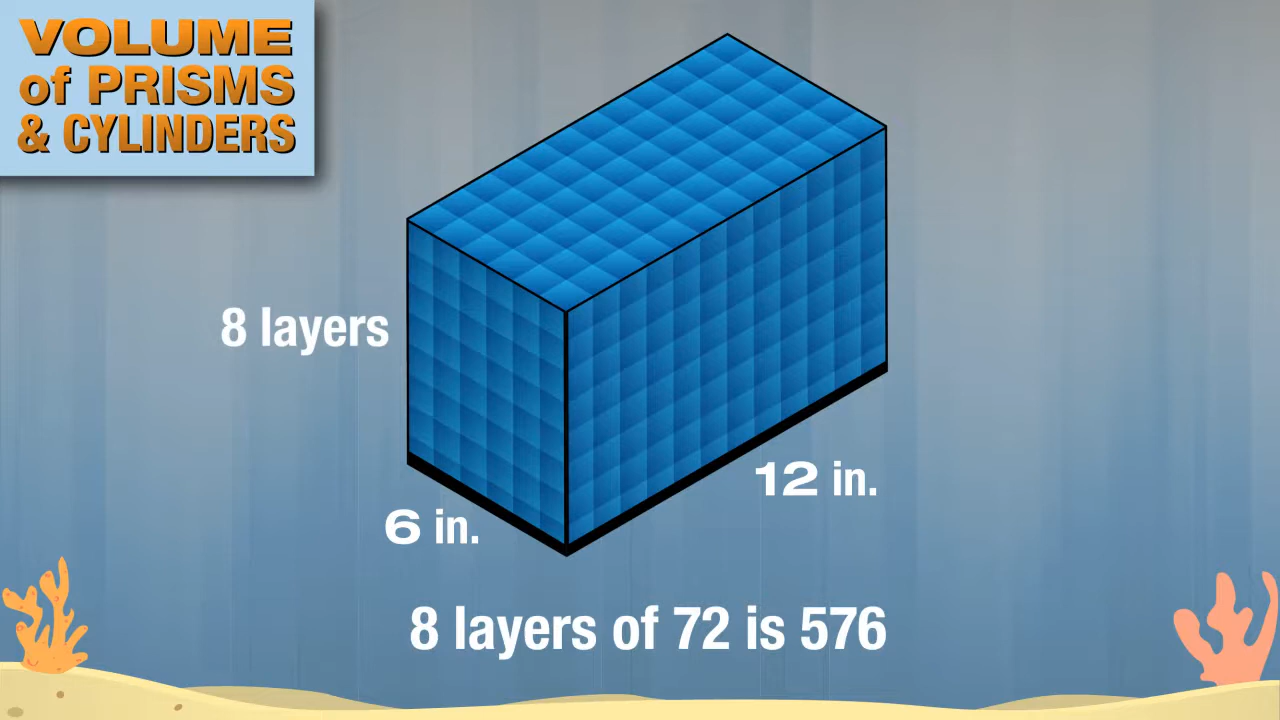 VOLUME
of PRISMS
& CYLINDERS
8 layers
12 in.
6 in.
8 layers of 72 is 576